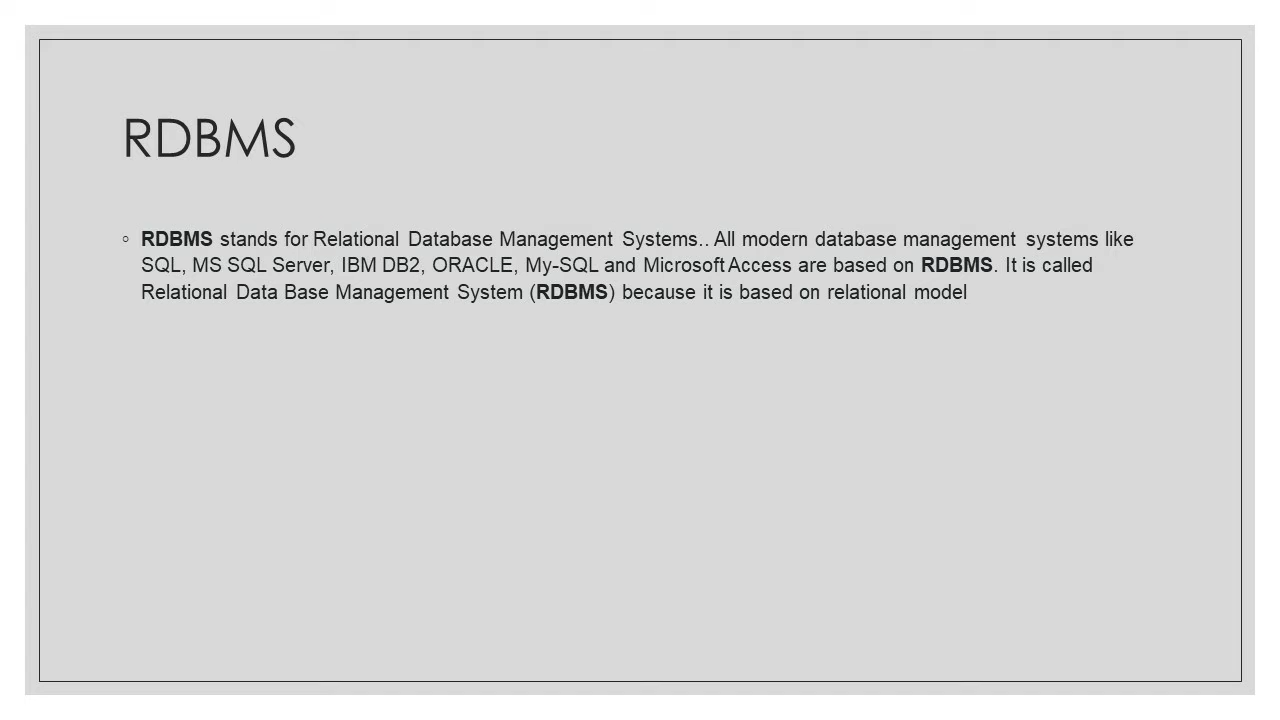 RDBMS
◦ RDBMS stands for Relational Database Management Systems.. All modern database management systems like
SQL, MS SQL Server, IBM DB2, ORACLE, My-SQL and Microsoft Access are based on RDBMS. It is called
Relational Data Base Management System (RDBMS) because it is based on relational model